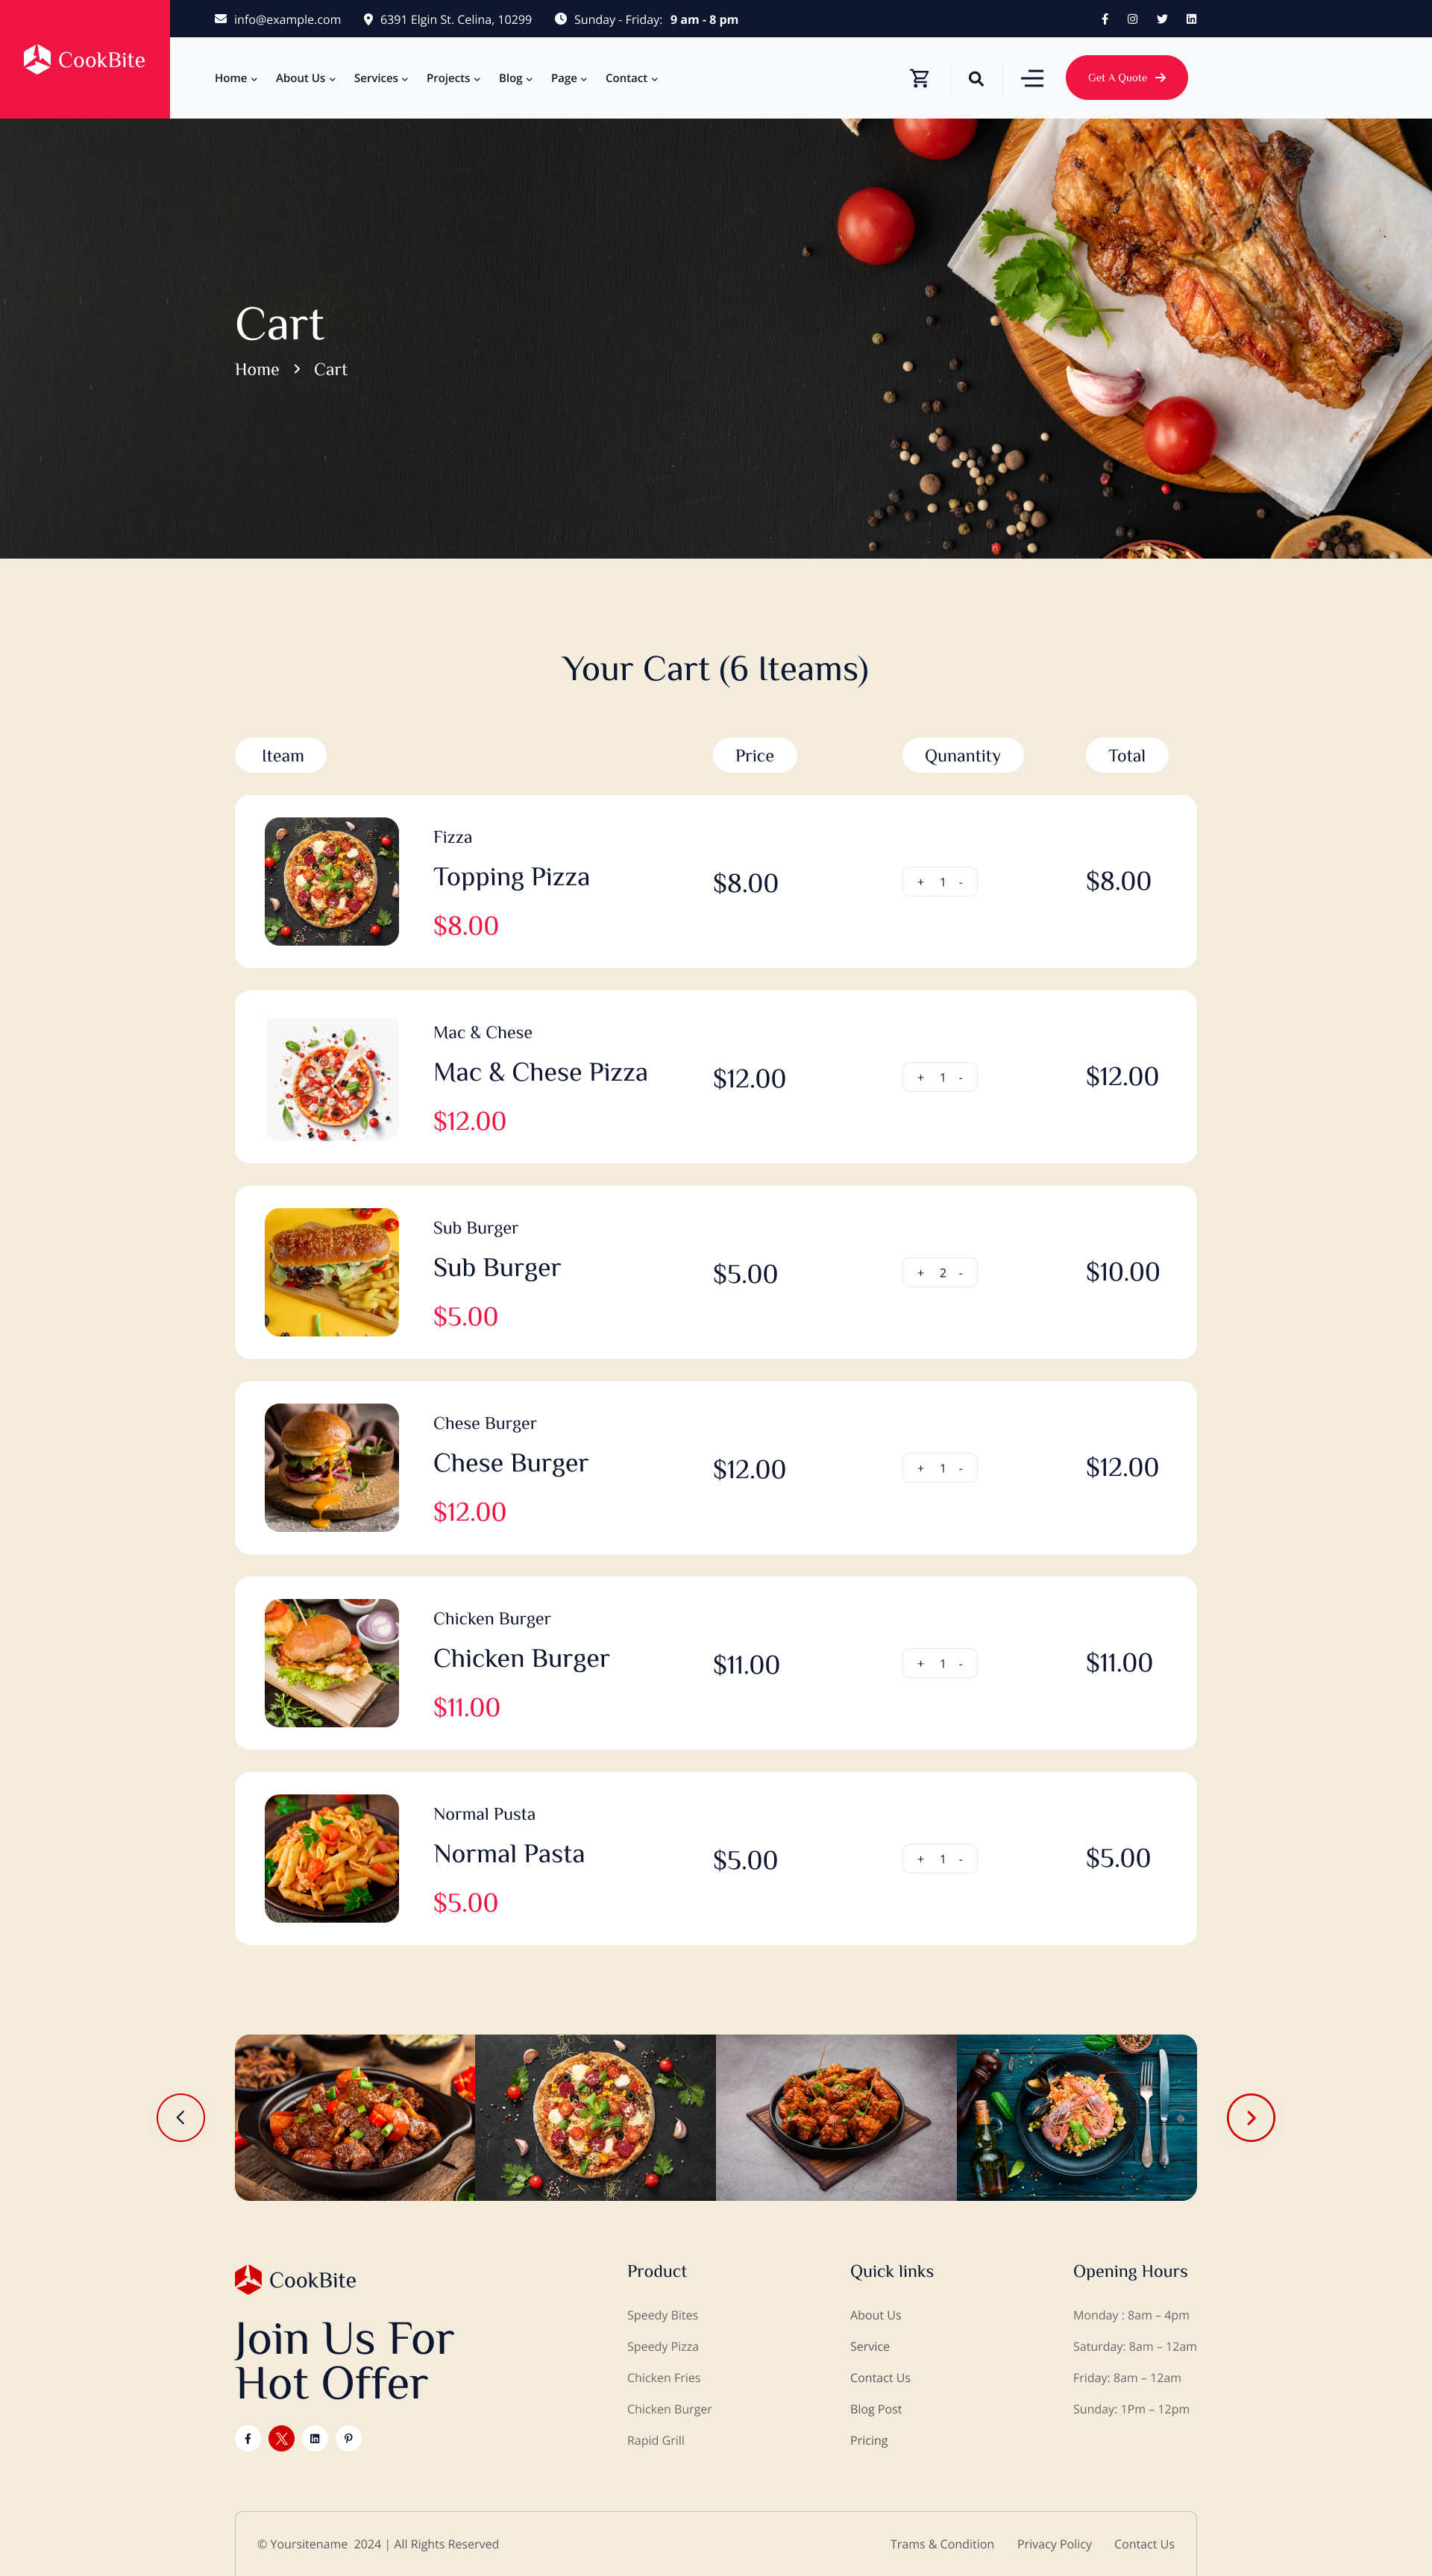 info@example.com 6391 Elgin St. Celina, 10299 Sunday - Friday: 9 am - 8 pm
CookBite
Home About Us Services Projects Blog Page Contact Get A Quote
Cart
Home Cart
Your Cart (6 Iteams)
Iteam Price Qunantity Total
Fizza
Topping Pizza
$8.00
$8.00 + 1 - $8.00
Mac & Chese
Mac & Chese Pizza
$12.00
$12.00 + 1 - $12.00
Sub Burger
Sub Burger
$5.00
$5.00 + 2 - $10.00
Chese Burger
Chese Burger
$12.00
$12.00 + 1 - $12.00
Chicken Burger
Chicken Burger
$11.00
$11.00 + 1 - $11.00
Normal Pusta
Normal Pasta
$5.00
$5.00 + 1 - $5.00
CookBite
Join Us For
Hot Offer
Product
Speedy Bites
Speedy Pizza
Chicken Fries
Chicken Burger
Rapid Grill
Quick links
About Us
Service
Contact Us
Blog Post
Pricing
Opening Hours
Monday : 8am – 4pm
Saturday: 8am – 12am
Friday: 8am – 12am
Sunday: 1Pm – 12pm
© Yoursitename 2024 | All Rights Reserved
Trams & Condition Privacy Policy Contact Us